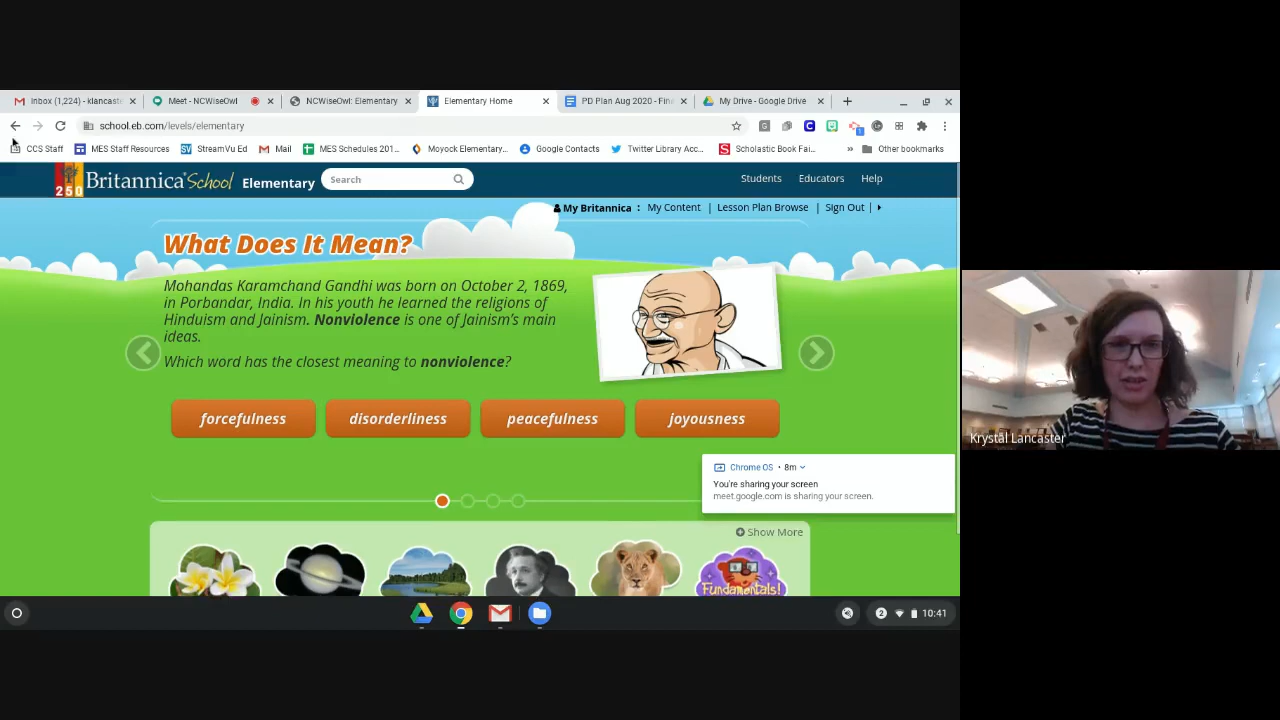 Inbox (1,224) - klancaste
Meet - NCWiseOwl
NCWiseOwl: Elementary
Elementary Home
PD Plan Aug 2020 - Fin
My Drive - Google Drive
school.eb.com/levels/elementary
CCS Staff
MES Staff Resources
StreamVu Ed
Mail
MES Schedules 201...
Moyock Elementary...
Google Contacts
Twitter Library Acc...
Scholastic Book Fai...
Other bookmarks
250
Britannica School Elementary
Search
Students
Educators
Help
My Britannica : My Content | Lesson Plan Browse | Sign Out |
What Does It Mean?
Mohandas Karamchand Gandhi was born on October 2, 1869,
in Porbandar, India. In his youth he learned the religions of
Hinduism and Jainism. Nonviolence is one of Jainism's main
ideas.
Which word has the closest meaning to nonviolence?
forcefulness
disorderliness
peacefulness
joyousness
Krystal Lancaster
Chrome OS • 8m
You're sharing your screen
meet.google.com is sharing your screen.
Show More
Fundamentals!
2
10:41